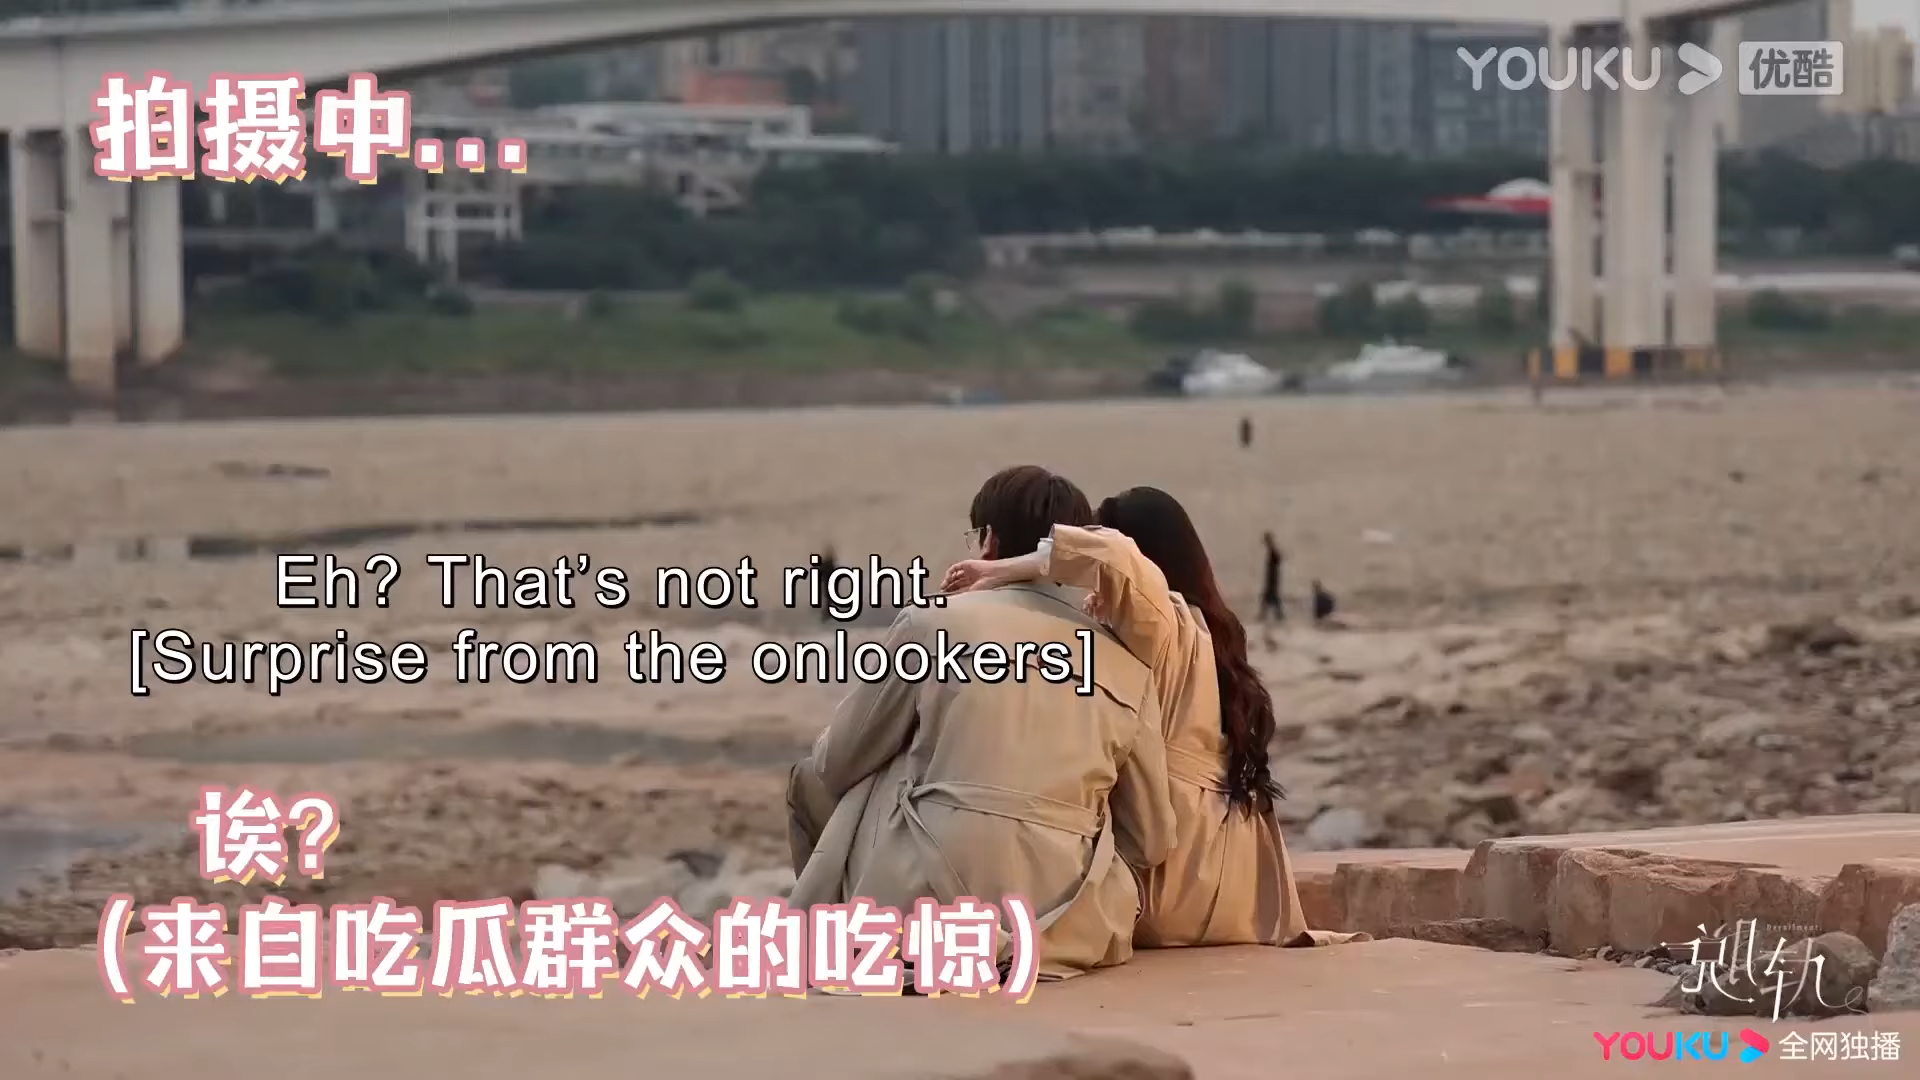 YOUKU 优酷
拍摄中...
Eh? That’s not right.
[Surprise from the onlookers]
诶?
(来自吃瓜群众的吃惊)
Derailment
脱轨
YOUKU 全网独播